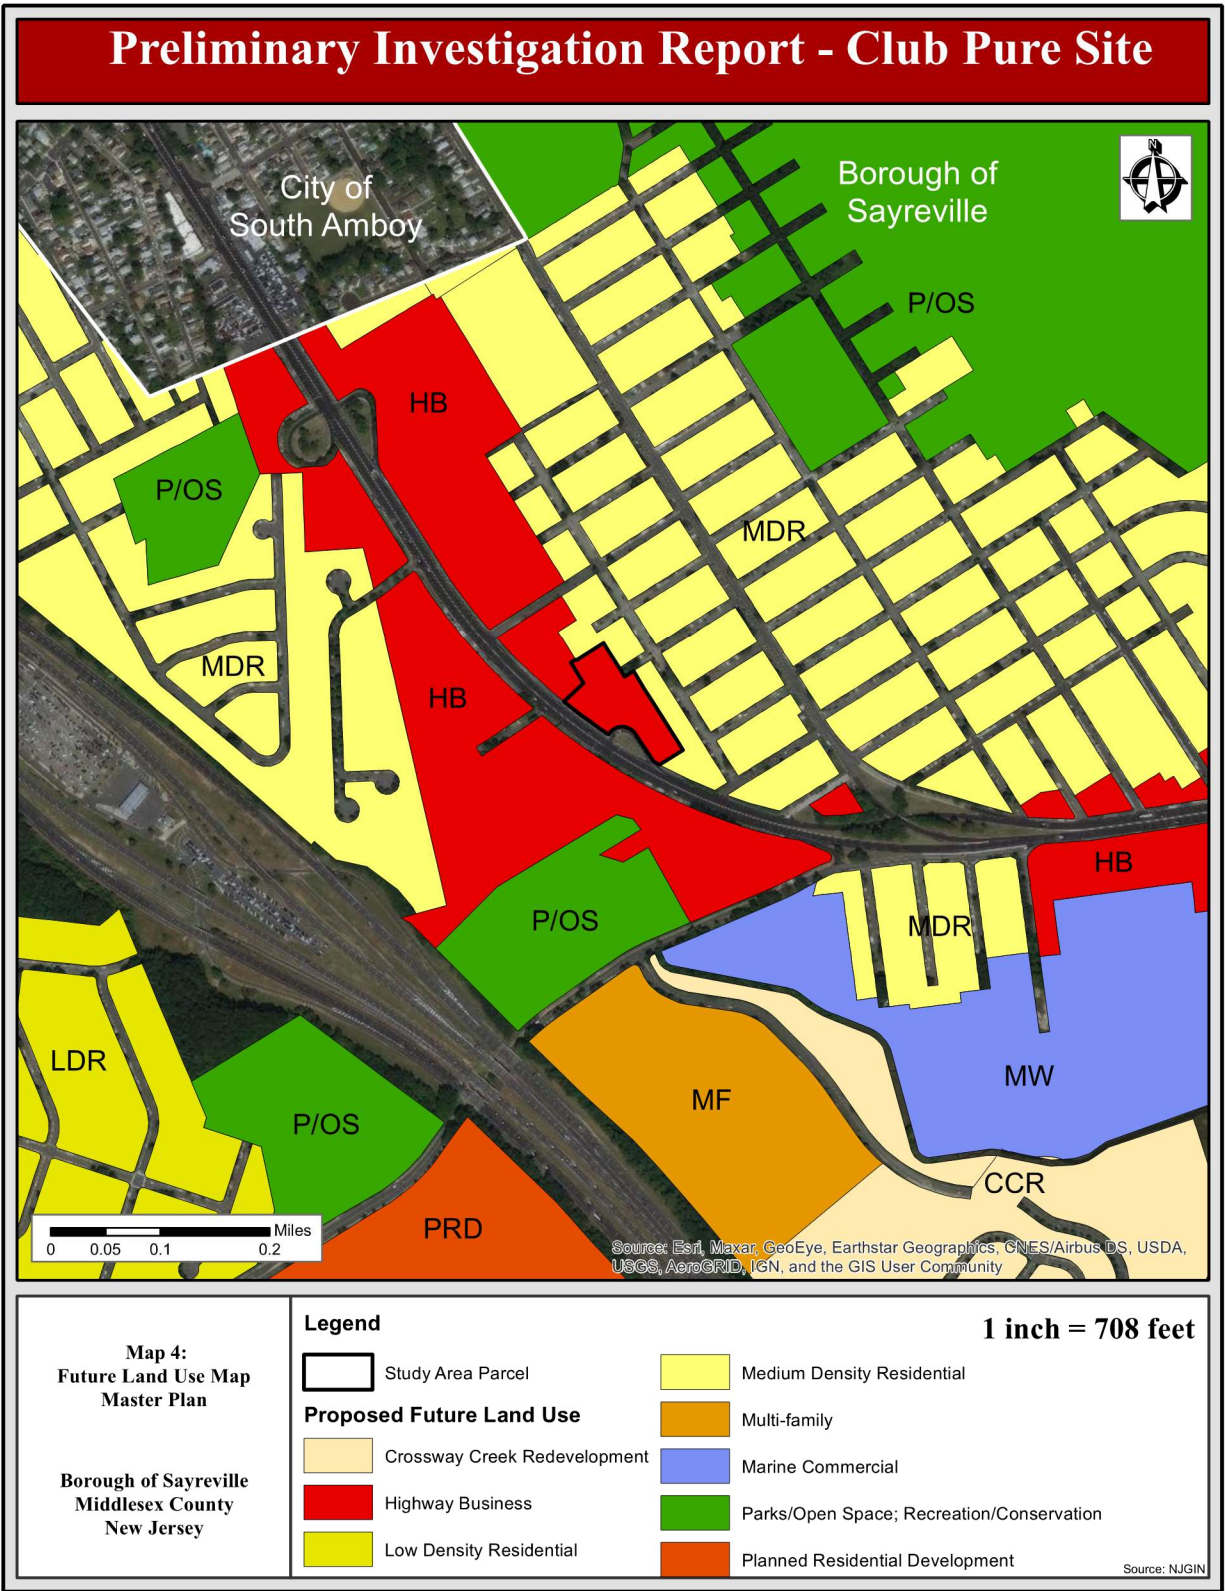 Preliminary Investigation Report - Club Pure Site
City of
South Amboy
Borough of
Sayreville
N
P/OS
HB
P/OS
MDR
MDR
HB
HB
P/OS
MDR
LDR
MW
MF
P/OS
CCR
PRD
Miles
0 0.05 0.1 0.2
Source: Esri, Maxar, GeoEye, Earthstar Geographics, CNES/Airbus DS, USDA,
USGS, AeroGRID, IGN, and the GIS User Community
Map 4:
Future Land Use Map
Master Plan
Borough of Sayreville
Middlesex County
New Jersey
Legend
1 inch = 708 feet
Study Area Parcel
Proposed Future Land Use
Crossway Creek Redevelopment
Highway Business
Low Density Residential
Medium Density Residential
Multi-family
Marine Commercial
Parks/Open Space; Recreation/Conservation
Planned Residential Development
Source: NJGIN